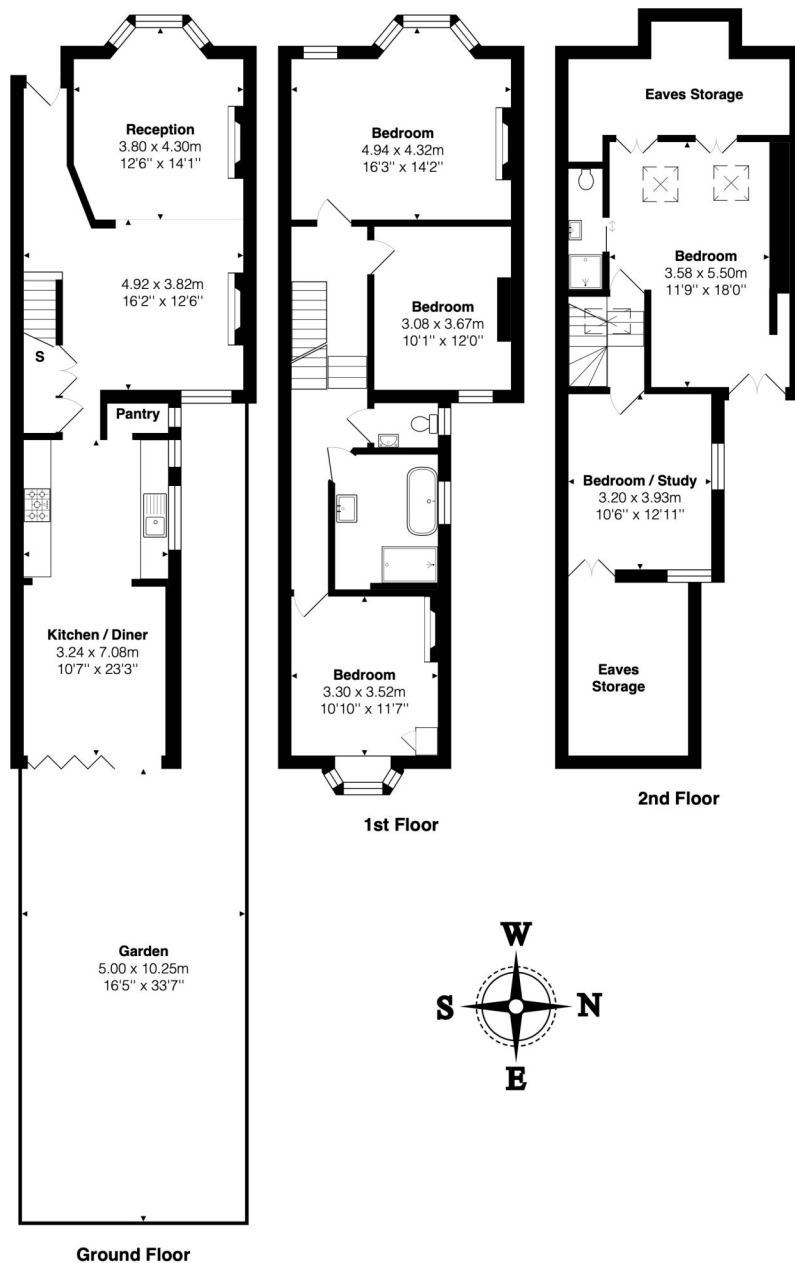 Reception
3.80 x 4.30m
12'6" x 14'1"
4.92 x 3.82m
16'2" x 12'6"
S
Pantry
Kitchen / Diner
3.24 x 7.08m
10'7" x 23'3"
Garden
5.00 x 10.25m
16'5" x 33'7"
Ground Floor
Bedroom
4.94 x 4.32m
16'3" x 14'2"
Bedroom
3.08 x 3.67m
10'1" x 12'0"
Bedroom
3.30 x 3.52m
10'10" x 11'7"
1st Floor
Eaves Storage
Bedroom
3.58 x 5.50m
11'9" x 18'0"
Bedroom / Study
3.20 x 3.93m
10'6" x 12'11"
Eaves
Storage
2nd Floor
W
S
N
E